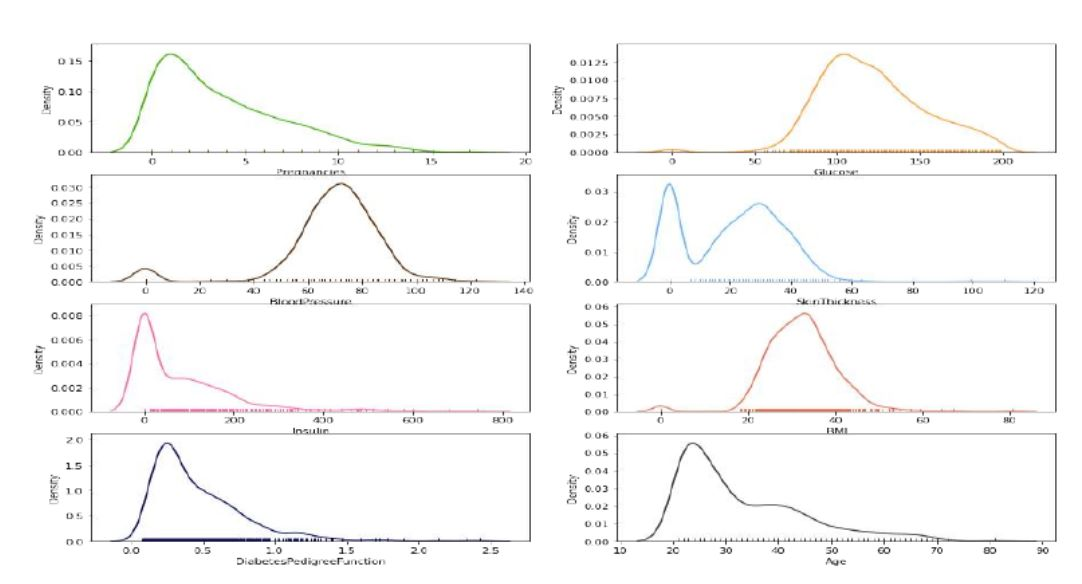 Density
0.15
0.10
0.05
0.00
0 5 10 15 20
Pregnancies
Density
0.0125
0.0100
0.0075
0.0050
0.0025
0.0000
0 50 100 150 200
Glucose
Density
0.030
0.025
0.020
0.015
0.010
0.005
0.000
0 20 40 60 80 100 120 140
BloodPressure
Density
0.03
0.02
0.01
0.00
0 20 40 60 80 100 120
SkinThickness
Density
0.008
0.006
0.004
0.002
0.000
0 200 400 600 800
Insulin
Density
0.06
0.05
0.04
0.03
0.02
0.01
0.00
0 20 40 60 80
BMI
Density
2.0
1.5
1.0
0.5
0.0
0.0 0.5 1.0 1.5 2.0 2.5
DiabetesPedigreeFunction
Density
0.06
0.05
0.04
0.03
0.02
0.01
0.00
10 20 30 40 50 60 70 80 90
Age